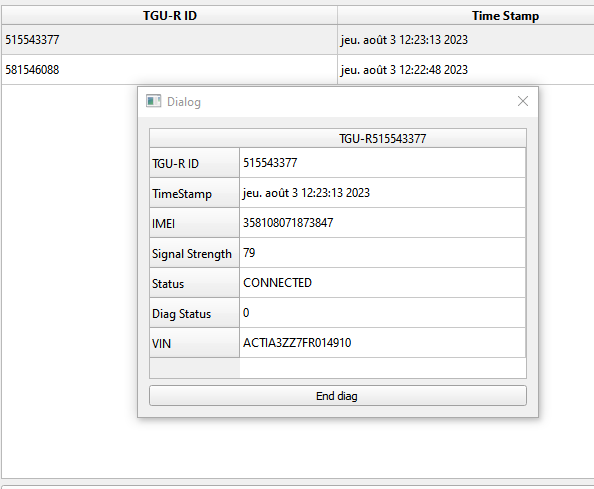 TGU-R ID Time Stamp
515543377 jeu. août 3 12:23:13 2023
581546088 jeu. août 3 12:22:48 2023
Dialog
TGU-R515543377
TGU-R ID 515543377
TimeStamp jeu. août 3 12:23:13 2023
IMEI 358108071873847
Signal Strength 79
Status CONNECTED
Diag Status 0
VIN ACTIA3ZZ7FR014910
End diag